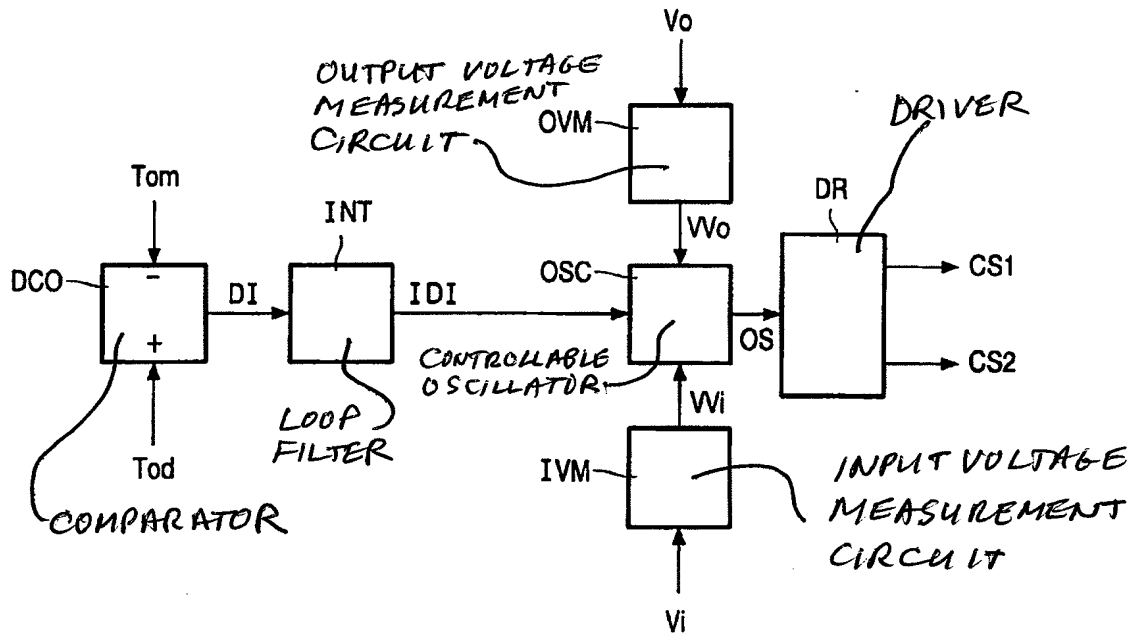 Vo
OUTPUT VOLTAGE
MEASUREMENT
CIRCUIT
OVM
DRIVER
Tom
INT
VVo
DR
DCO
−
+
DI
IDI
OSC
OS
CS1
CS2
CONTROLLABLE
OSCILLATOR
VVi
LOOP
FILTER
Tod
COMPARATOR
IVM
INPUT VOLTAGE
MEASUREMENT
CIRCUIT
Vi